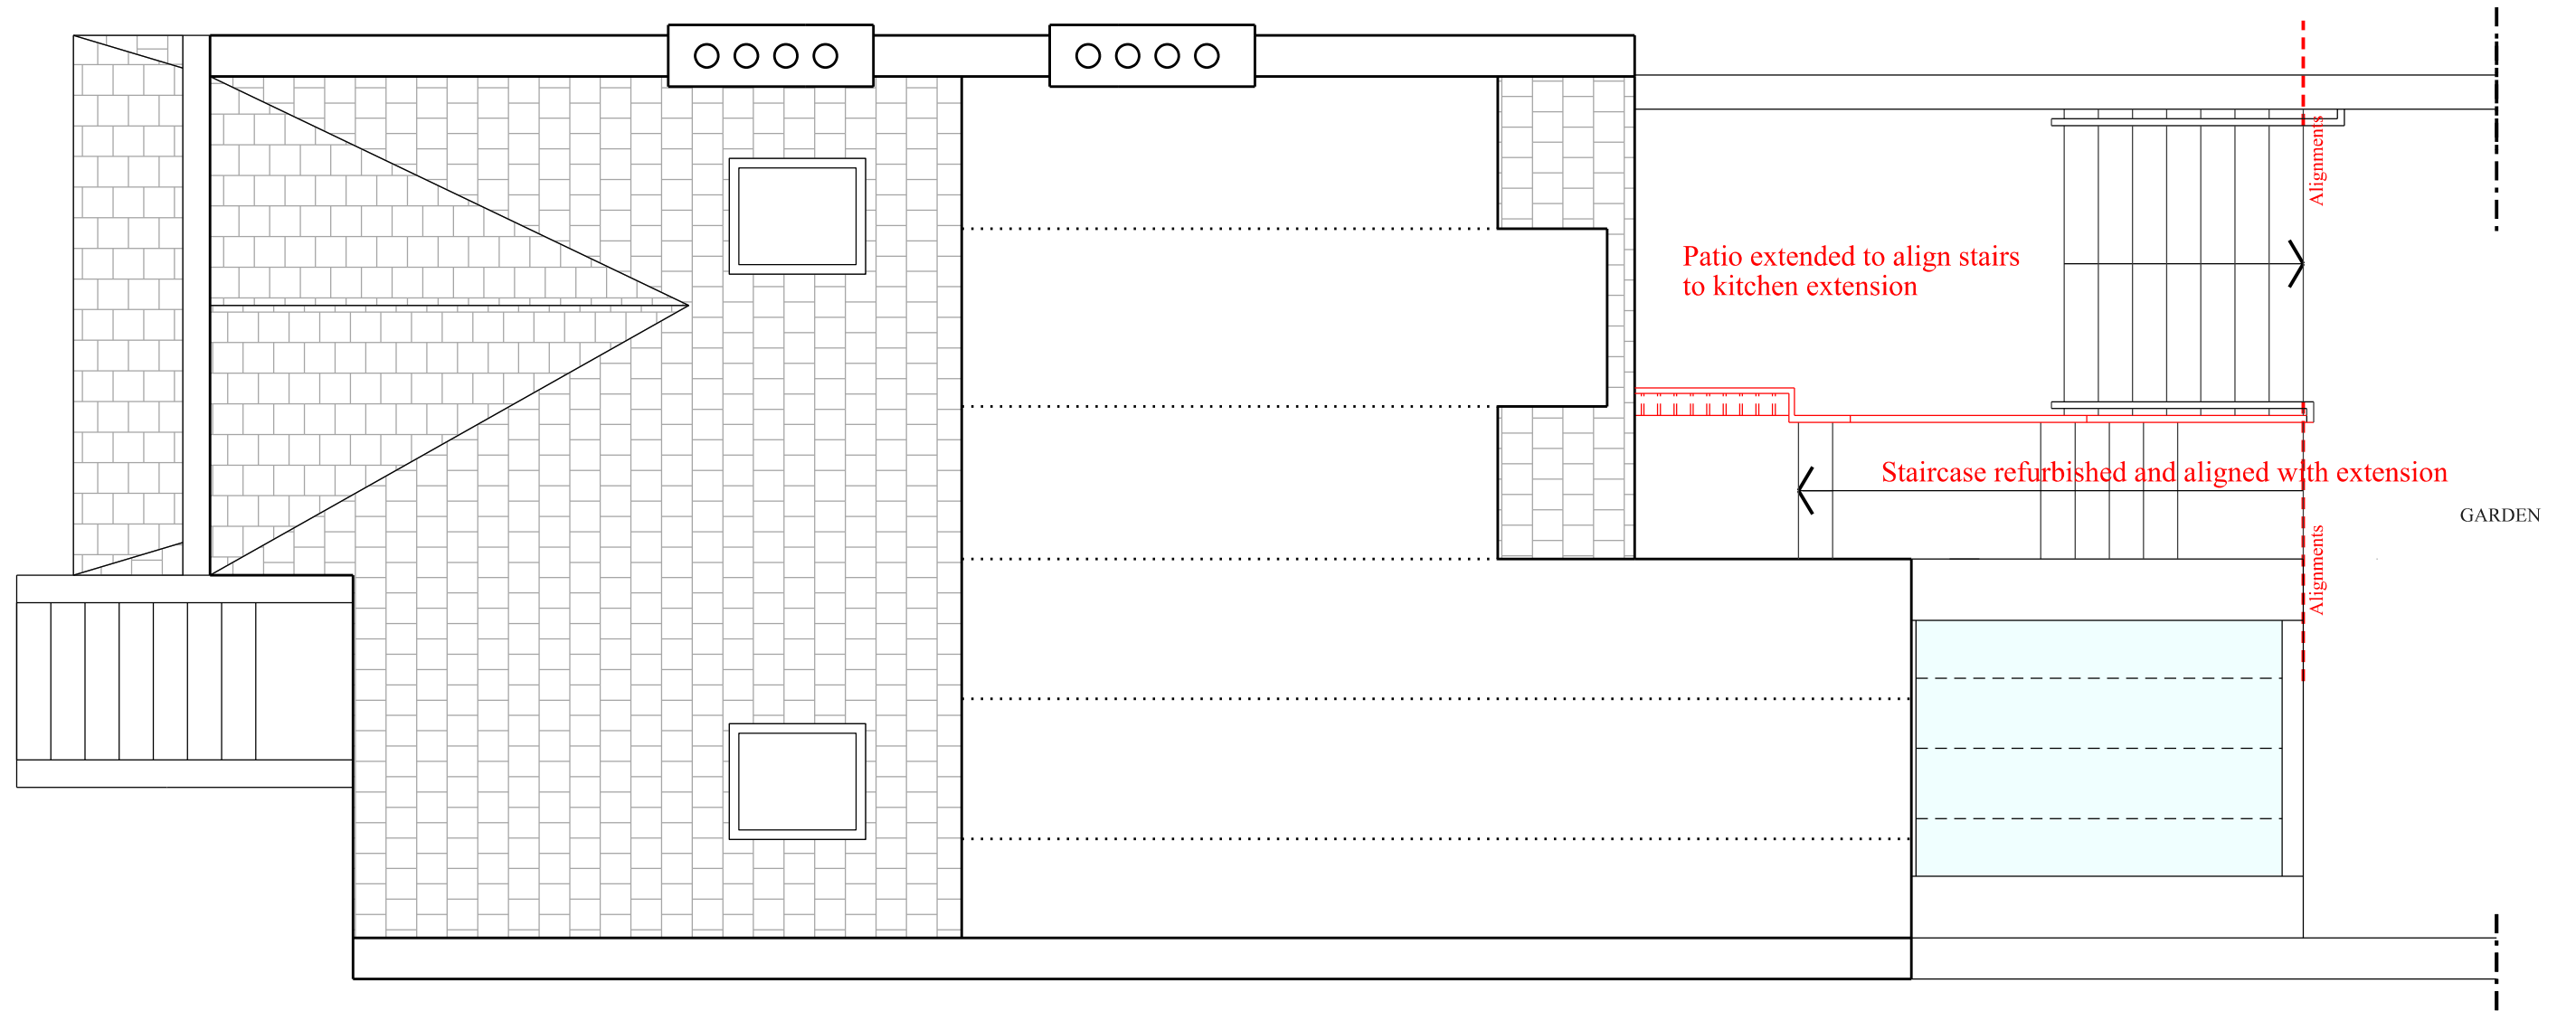 Alignments
Patio extended to align stairs
to kitchen extension
Staircase refurbished and aligned with extension
GARDEN
Alignments